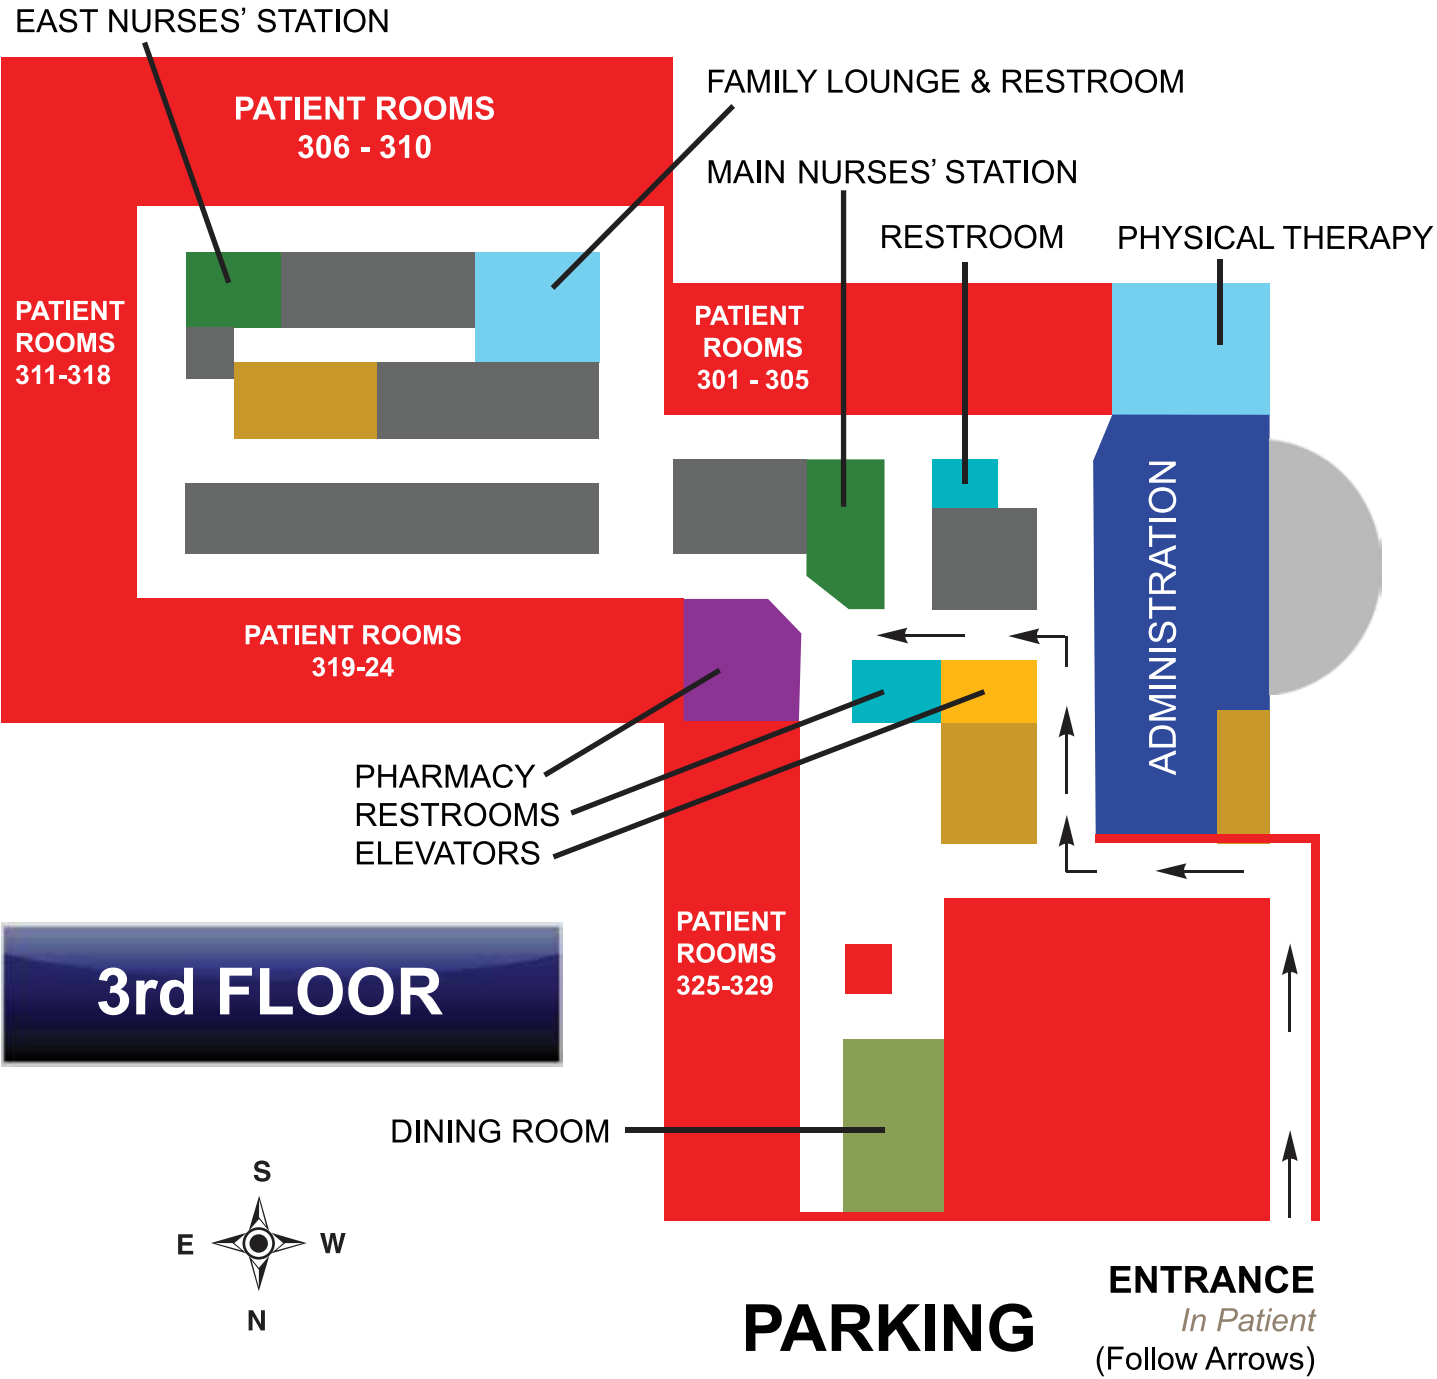 EAST NURSES’ STATION
FAMILY LOUNGE & RESTROOM
PATIENT ROOMS
306 - 310
MAIN NURSES’ STATION
RESTROOM
PHYSICAL THERAPY
PATIENT
ROOMS
311-318
PATIENT
ROOMS
301 - 305
ADMINISTRATION
PATIENT ROOMS
319-24
PHARMACY
RESTROOMS
ELEVATORS
PATIENT
ROOMS
325-329
3rd FLOOR
DINING ROOM
S
E
W
N
PARKING
ENTRANCE
In Patient
(Follow Arrows)